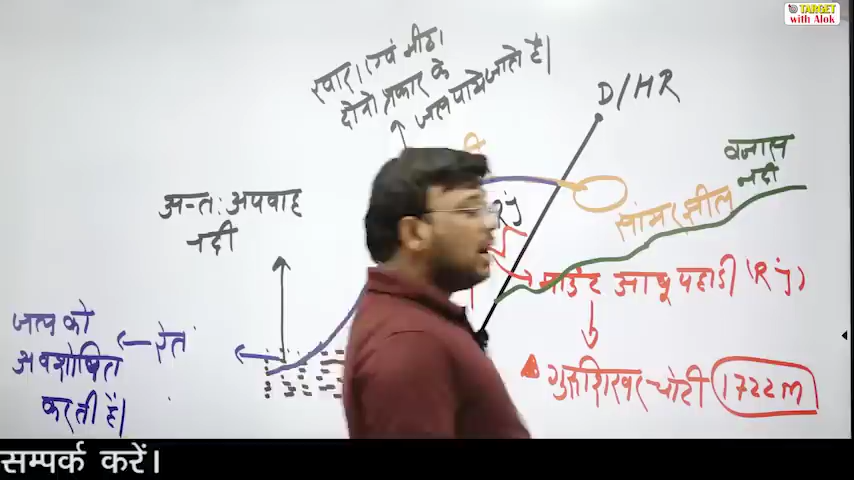 TARGET
with Alok
खारा एवं मीठा
दोनों प्रकार के
जल पाये जाते है।
D/HR
बनास
नदी
सांभर झील
अन्तः अपवाह
नदी
Rj
माउंट आबू पहाडी (Rj)
जल को
अवशोषित
करती है।
रेत
गुरुशिखर चोटी 1722m
सम्पर्क करें।